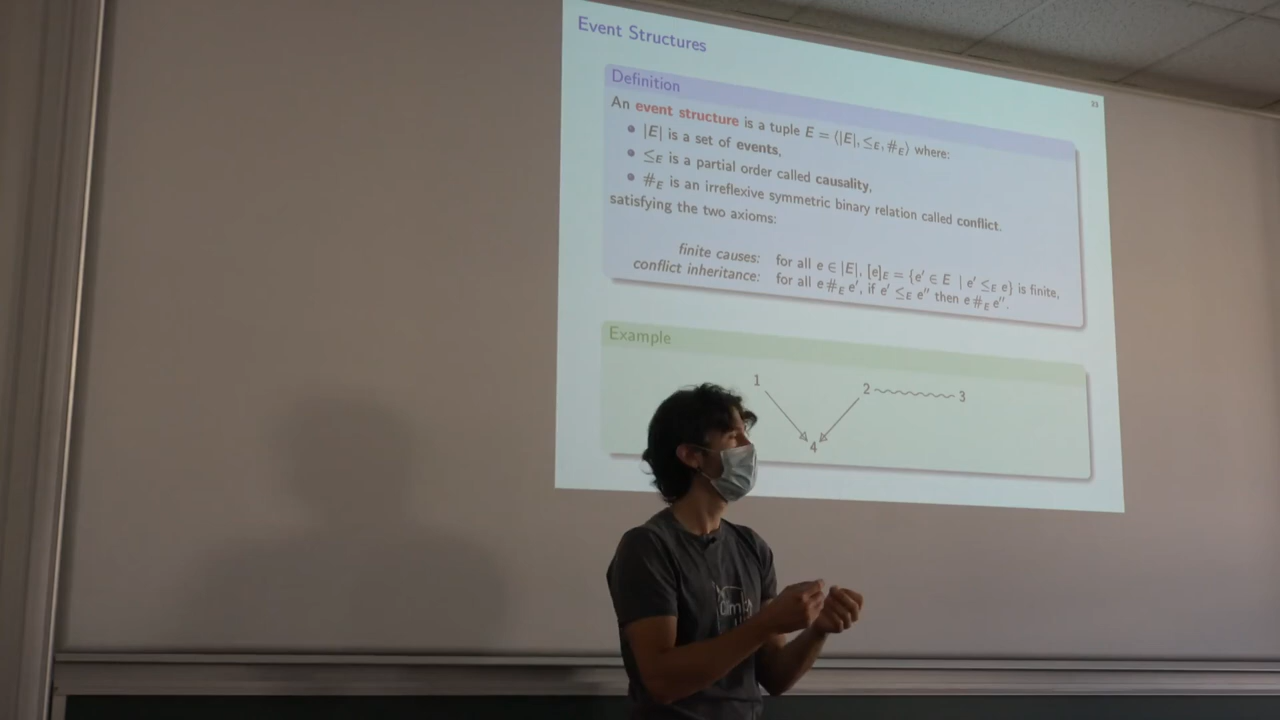 Event Structures
33
Definition
An event structure is a tuple E = ⟨|E|, ≤_E, #_E⟩ where:
• |E| is a set of events,
• ≤_E is a partial order called causality,
• #_E is an irreflexive symmetric binary relation called conflict.
satisfying the two axioms:
finite causes: for all e ∈ |E|, [e]_E = {e′ ∈ E | e′ ≤_E e} is finite,
conflict inheritance: for all e #_E e′, if e′ ≤_E e″ then e #_E e″.
Example
1 2 3
4